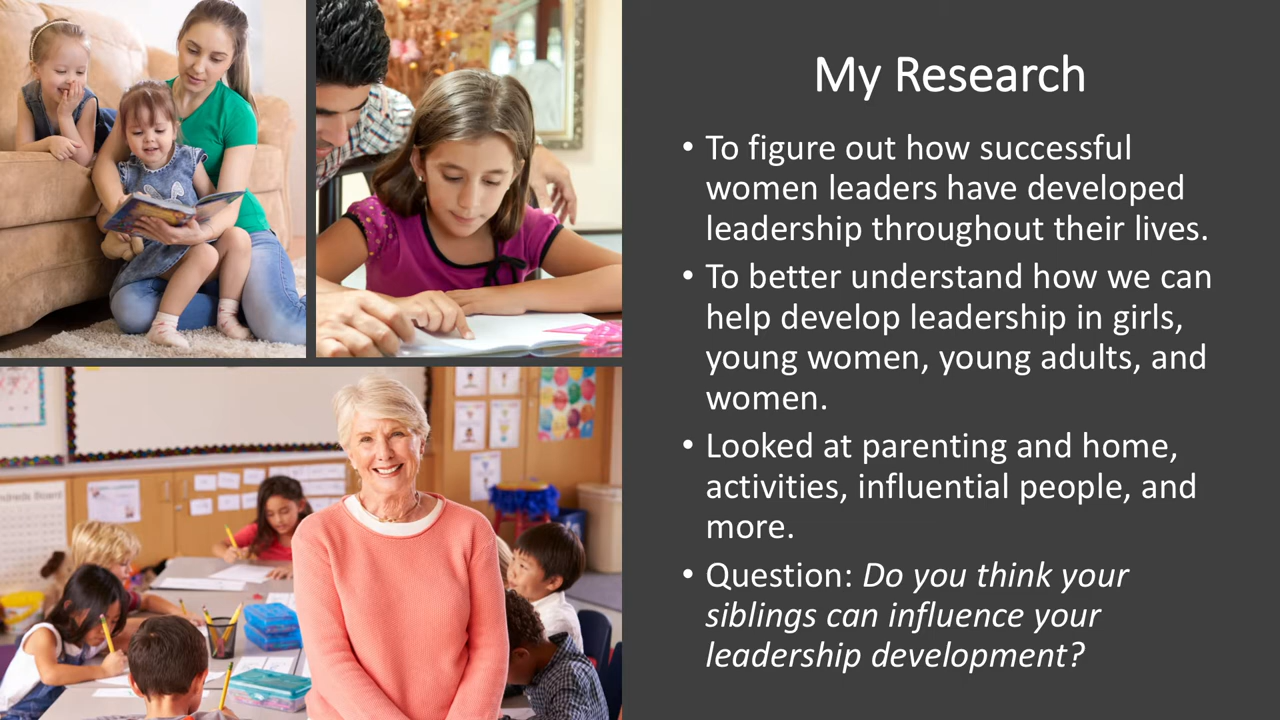 My Research
• To figure out how successful
women leaders have developed
leadership throughout their lives.
• To better understand how we can
help develop leadership in girls,
young women, young adults, and
women.
• Looked at parenting and home,
activities, influential people, and
more.
• Question: Do you think your
siblings can influence your
leadership development?
ndreds Board